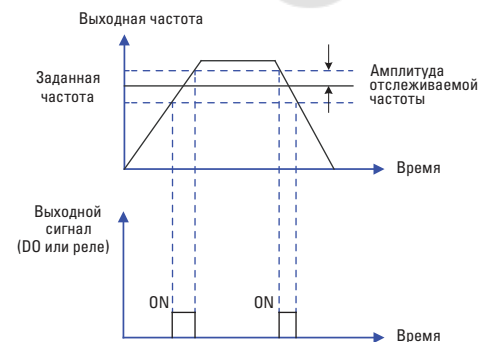 Выходная частота
Заданная
частота
Амплитуда
отслеживаемой
частоты
Время
Выходной
сигнал
(DO или реле)
ON
ON
Время